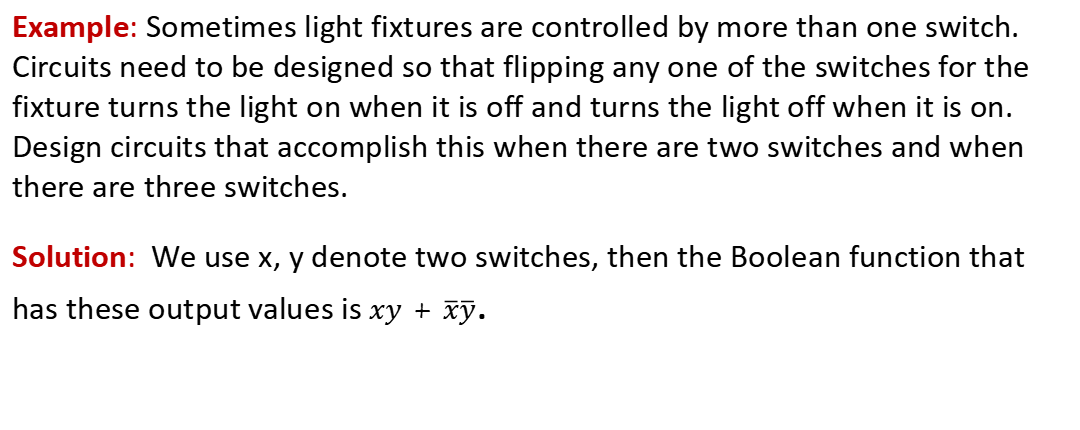 Example: Sometimes light fixtures are controlled by more than one switch.
Circuits need to be designed so that flipping any one of the switches for the
fixture turns the light on when it is off and turns the light off when it is on.
Design circuits that accomplish this when there are two switches and when
there are three switches.
Solution: We use x, y denote two switches, then the Boolean function that
has these output values is xy + x̅y̅.